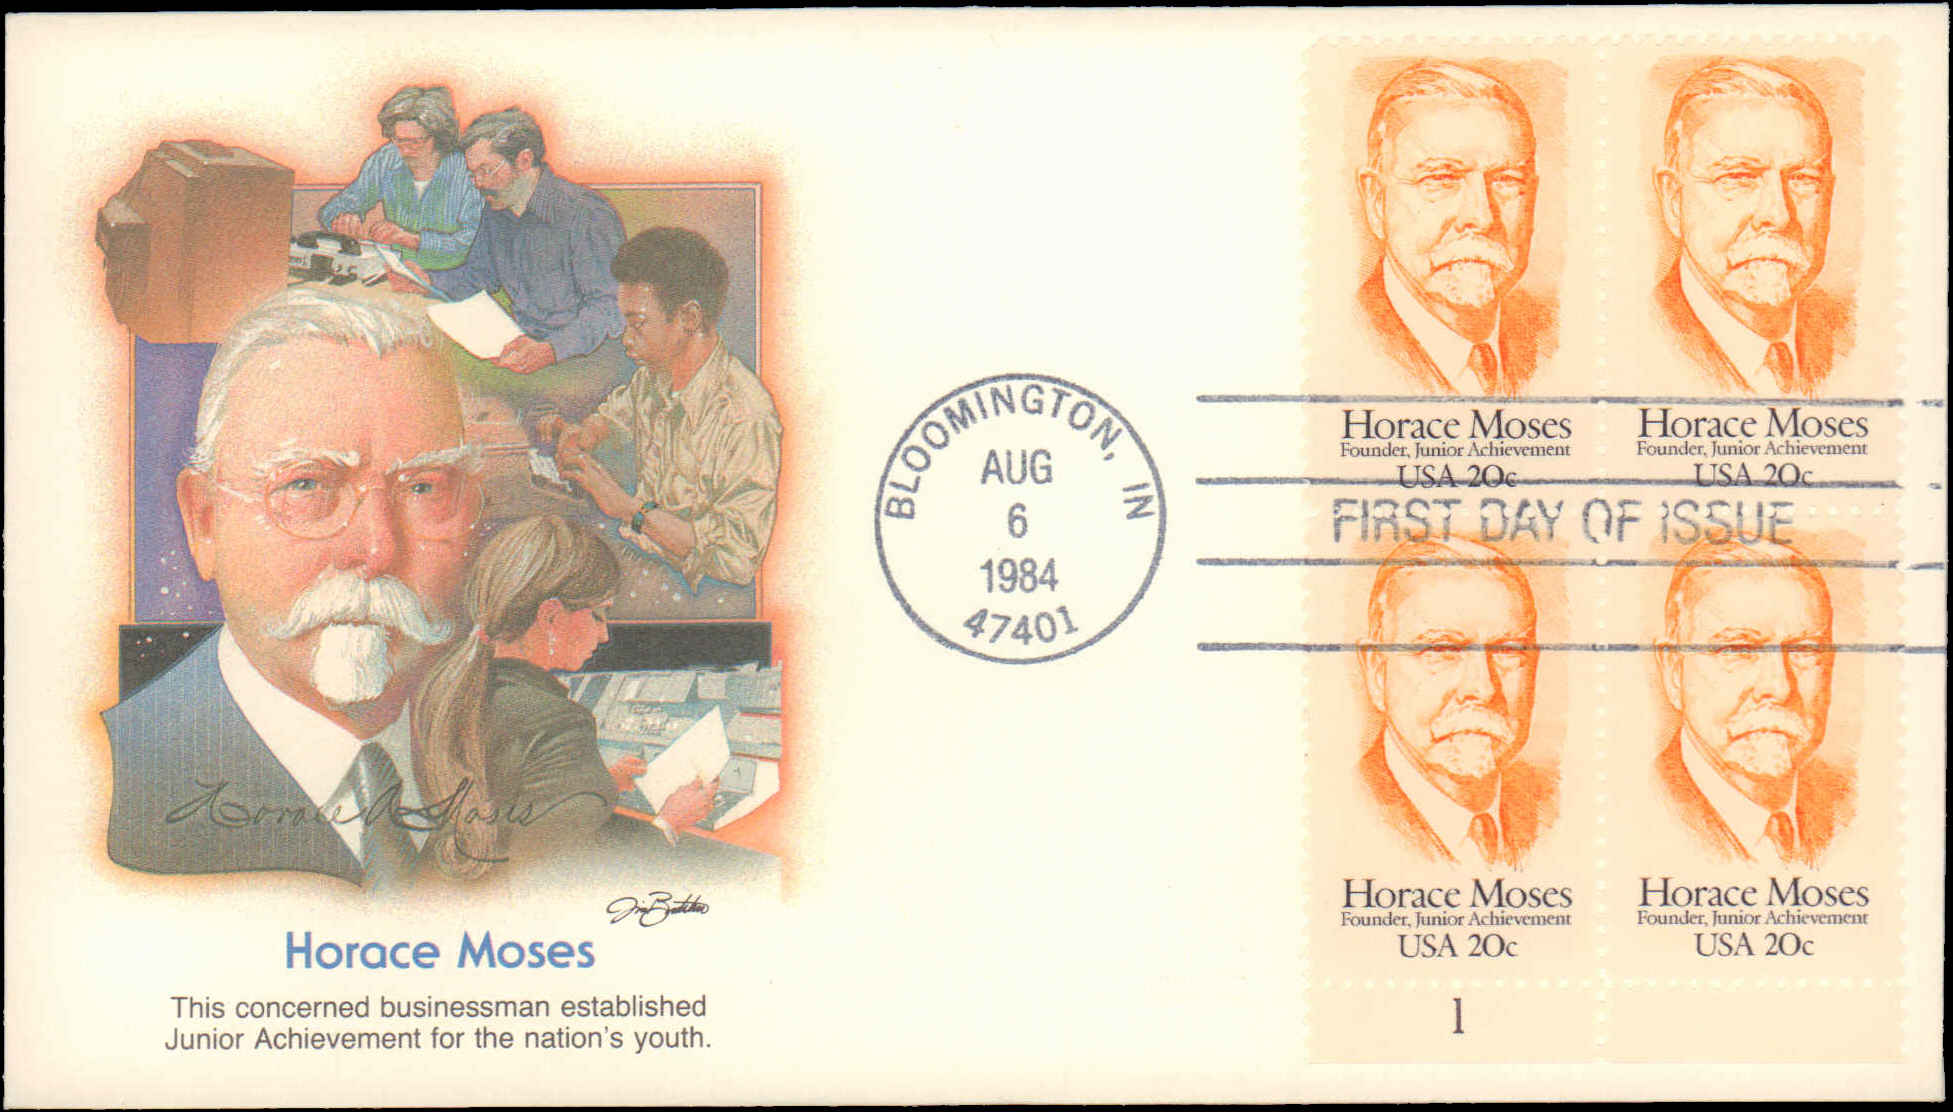 Horace A Moses
Horace Moses
This concerned businessman established
Junior Achievement for the nation's youth.
BLOOMINGTON, IN
AUG
6
1984
47401
Horace Moses
Founder, Junior Achievement
USA 20c
Horace Moses
Founder, Junior Achievement
USA 20c
FIRST DAY OF ISSUE
Horace Moses
Founder, Junior Achievement
USA 20c
Horace Moses
Founder, Junior Achievement
USA 20c
1